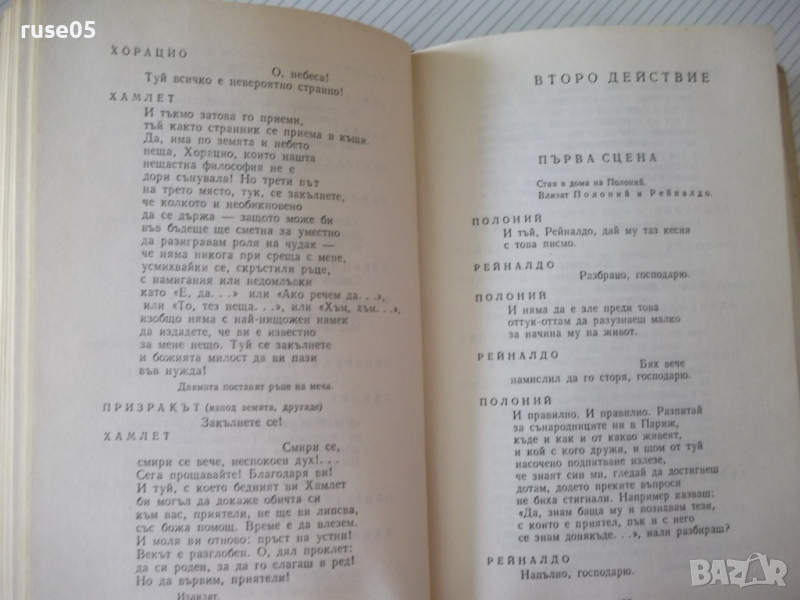 ruse05
ХОРАЦИО
О, небеса!
Туй всичко е невероятно странно!
ХАМЛЕТ
И тъкмо затова го приеми,
тъй както странник се приема в къщи.
Да, има по земята и небето
неща, Хорацио, които нашта
нещастна философия не е
дори сънувала! Но трети път
на трето място, тук, се закълнете,
че колкото и необикновено
да се държа — защото може би
във бъдеще ще сметна за уместно
да разигравам роля на чудак —
че няма никога при среща с мене,
усмихвайки се, скръстили ръце,
с намигания или недомлъвки
като «Е, да. . .» или «Ако речем да. . .»,
или «То, тез неща. . .», или «Хъм, хъм. . .»,
изобщо няма с най-нищожен намек
да издадете, че ви е известно
за мене нещо. Туй се закълнете
и божията милост да ви пази
във нужда!
Двамата поставят ръце на меча.
ПРИЗРАКЪТ (изпод земята, другаде)
Закълнете се!
ХАМЛЕТ
Смири се,
смири се вече, неспокоен дух!. . .
Сега прощавайте! Благодаря ви!
И туй, с което бедният ви Хамлет
би могъл да докаже обичта си
към вас, приятели, не ще ви липсва,
със божа помощ. Време е да влезем.
И моля ви отново: пръст на устни!
Векът е разглобен. О, дял проклет:
да си роден, за да го слагаш в ред!
Но да вървим, приятели!
Излизат.
ВТОРО ДЕЙСТВИЕ
ПЪРВА СЦЕНА
Стая в дома на Полоний.
Влизат Полоний и Рейналдо.
ПОЛОНИЙ
И тъй, Рейналдо, дай му таз кесия
с това писмо.
РЕЙНАЛДО
Разбрано, господарю.
ПОЛОНИЙ
И няма да е зле преди това
оттук-оттам да разузнаеш малко
за начина му на живот.
РЕЙНАЛДО
Бях вече
намислил да го сторя, господарю.
ПОЛОНИЙ
И правилно. И правилно. Разпитай
за сънародниците ни в Париж,
къде и как и от какво живеят,
и кой с кого дружи, и щом от туй
насочено подпитване излезе,
че знаят син ми, гледай да достигнеш
дотам, додето преките въпроси
не биха стигнали. Например казваш:
«Да, знам баща му и познавам тези,
с които е приятел, пък и с него
се знам донякъде. . .», нали разбираш?
РЕЙНАЛДО
Напълно, господарю.
BAZAR